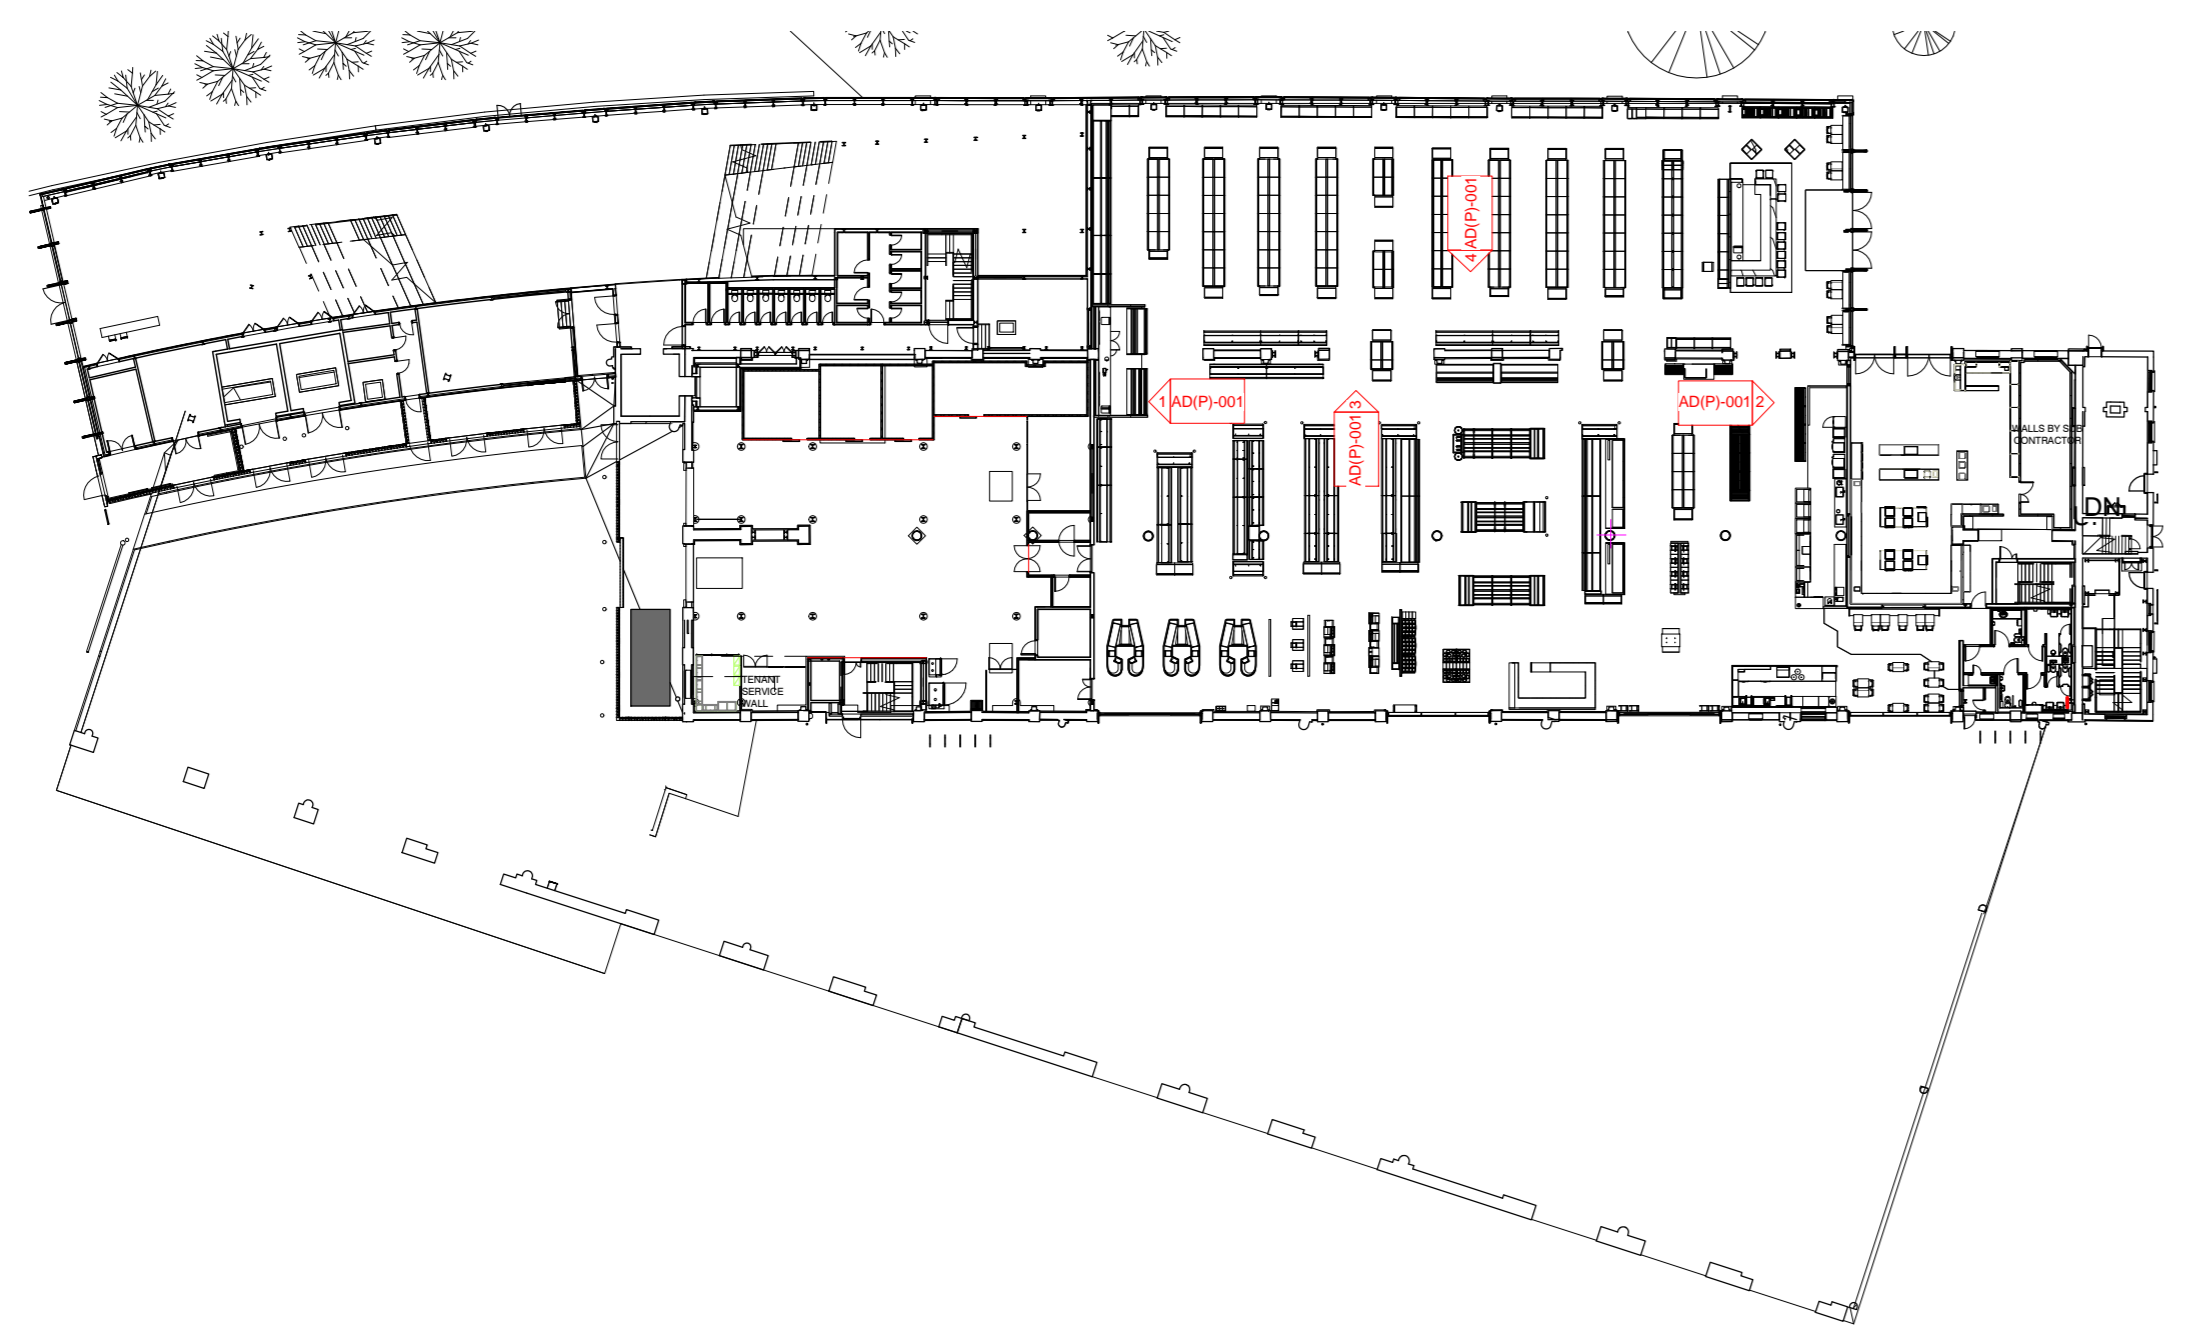 4 AD(P)-001
1 AD(P)-001
AD(P)-001 3
AD(P)-001 2
WALLS BY SUB
CONTRACTOR
DN
TENANT
SERVICE
WALL